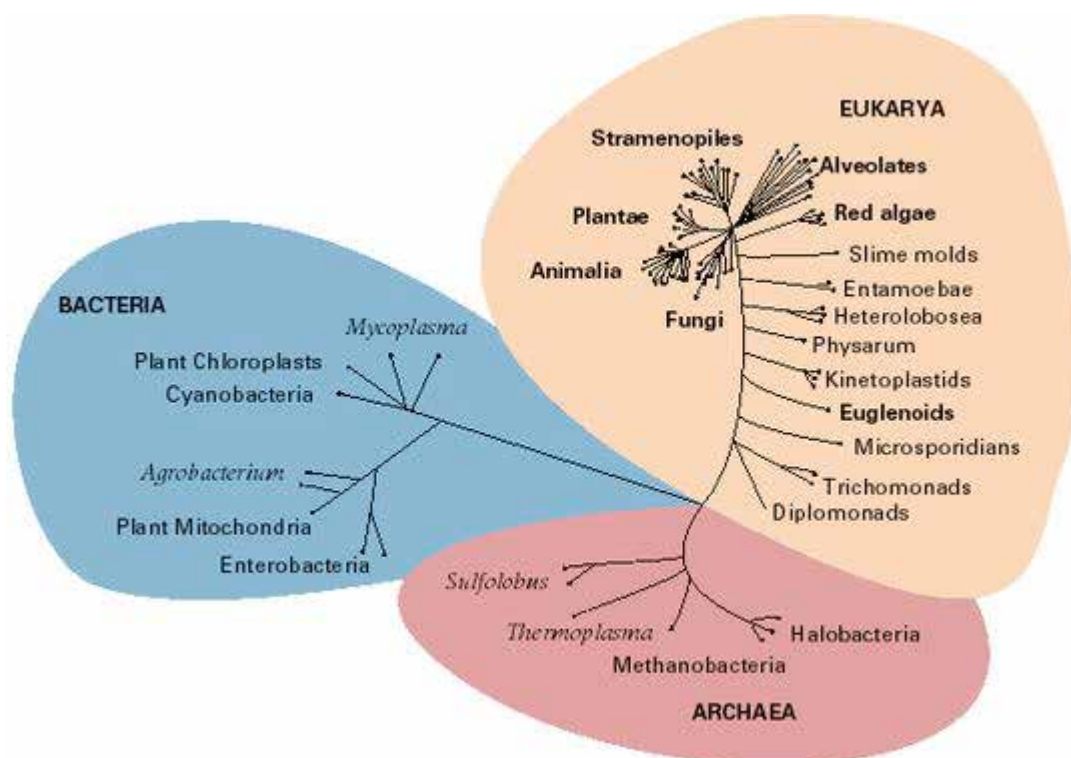 EUKARYA
Stramenopiles
Alveolates
Plantae
Red algae
Animalia
Slime molds
Entamoebae
Fungi
Heterolobosea
Physarum
Kinetoplastids
Euglenoids
Microsporidians
Trichomonads
Diplomonads
BACTERIA
Mycoplasma
Plant Chloroplasts
Cyanobacteria
Agrobacterium
Plant Mitochondria
Enterobacteria
Sulfolobus
Thermoplasma
Halobacteria
Methanobacteria
ARCHAEA